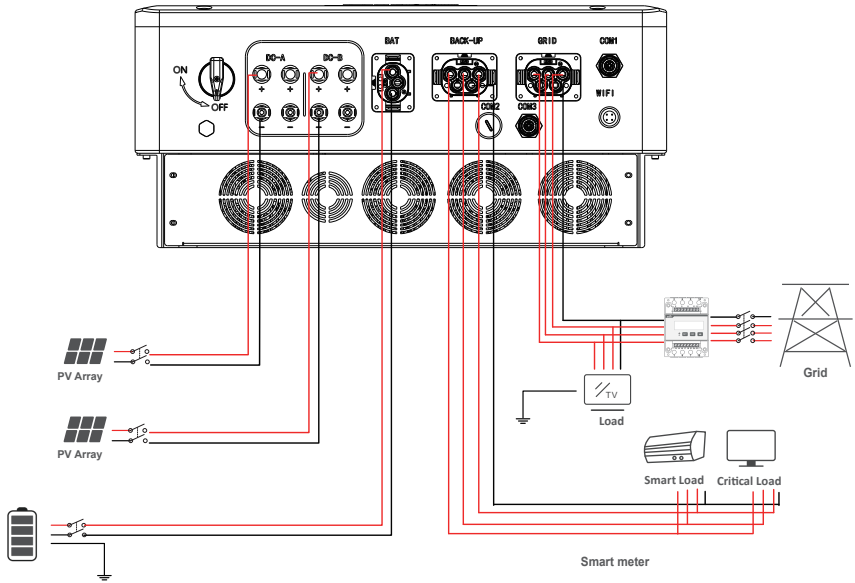 BAT
BACK-UP
GRID
COM1
DC-A
DC-B
ON
OFF
+
+
+
+
-
-
-
-
COM2
COM3
WIFI
PV Array
Grid
TV
Load
PV Array
Smart Load
Critical Load
Smart meter